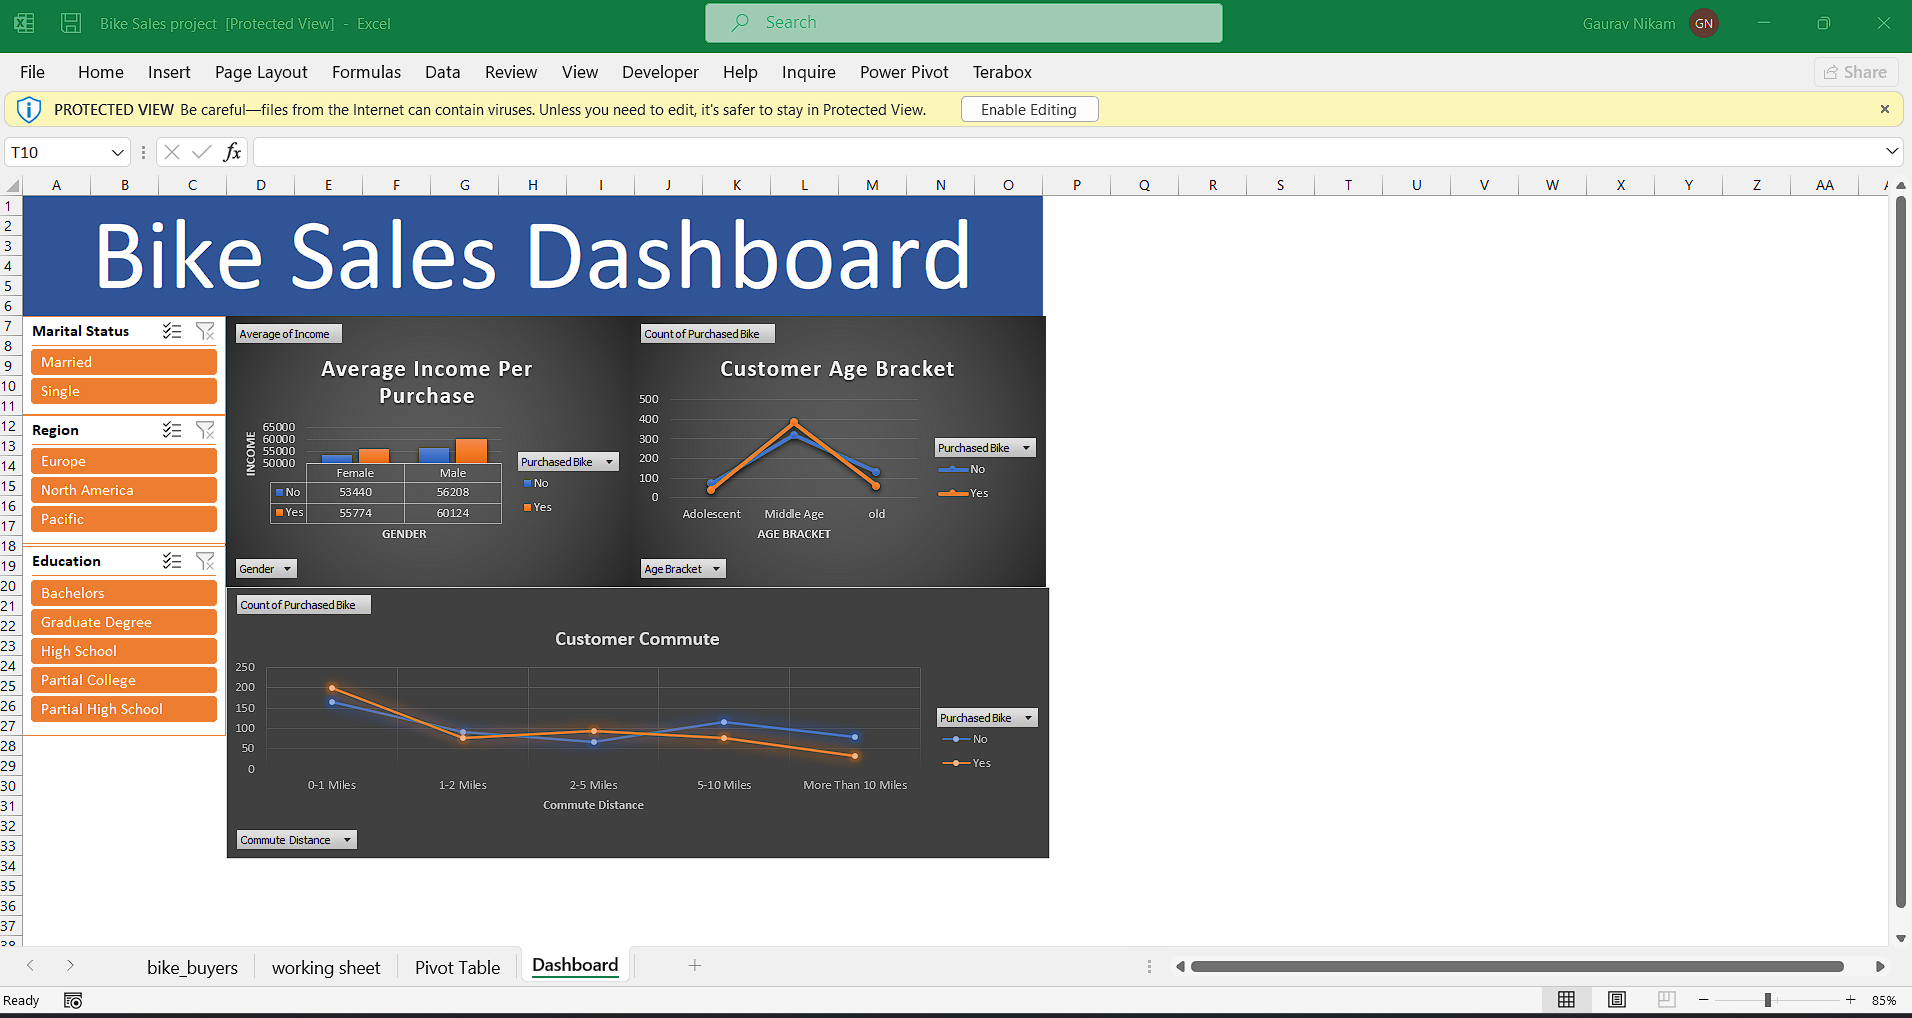 Bike Sales project [Protected View] - Excel
Search
Gaurav Nikam GN
File Home Insert Page Layout Formulas Data Review View Developer Help Inquire Power Pivot Terabox
Share
PROTECTED VIEW Be careful—files from the Internet can contain viruses. Unless you need to edit, it's safer to stay in Protected View. Enable Editing
T10 fx
A B C D E F G H I J K L M N O P Q R S T U V W X Y Z AA
1
2
3
4
5
6
7
8
9
10
11
12
13
14
15
16
17
18
19
20
21
22
23
24
25
26
27
28
29
30
31
32
33
34
35
36
37
38
Bike Sales Dashboard
Marital Status
Married
Single
Region
Europe
North America
Pacific
Education
Bachelors
Graduate Degree
High School
Partial College
Partial High School
Average of Income
Average Income Per
Purchase
INCOME
65000
60000
55000
50000
Female Male
No 53440 56208
Yes 55774 60124
GENDER
Purchased Bike
No
Yes
Gender
Count of Purchased Bike
Customer Age Bracket
500
400
300
200
100
0
Adolescent Middle Age old
AGE BRACKET
Purchased Bike
No
Yes
Age Bracket
Count of Purchased Bike
Customer Commute
250
200
150
100
50
0
0-1 Miles 1-2 Miles 2-5 Miles 5-10 Miles More Than 10 Miles
Commute Distance
Purchased Bike
No
Yes
Commute Distance
bike_buyers working sheet Pivot Table Dashboard
Ready
85%